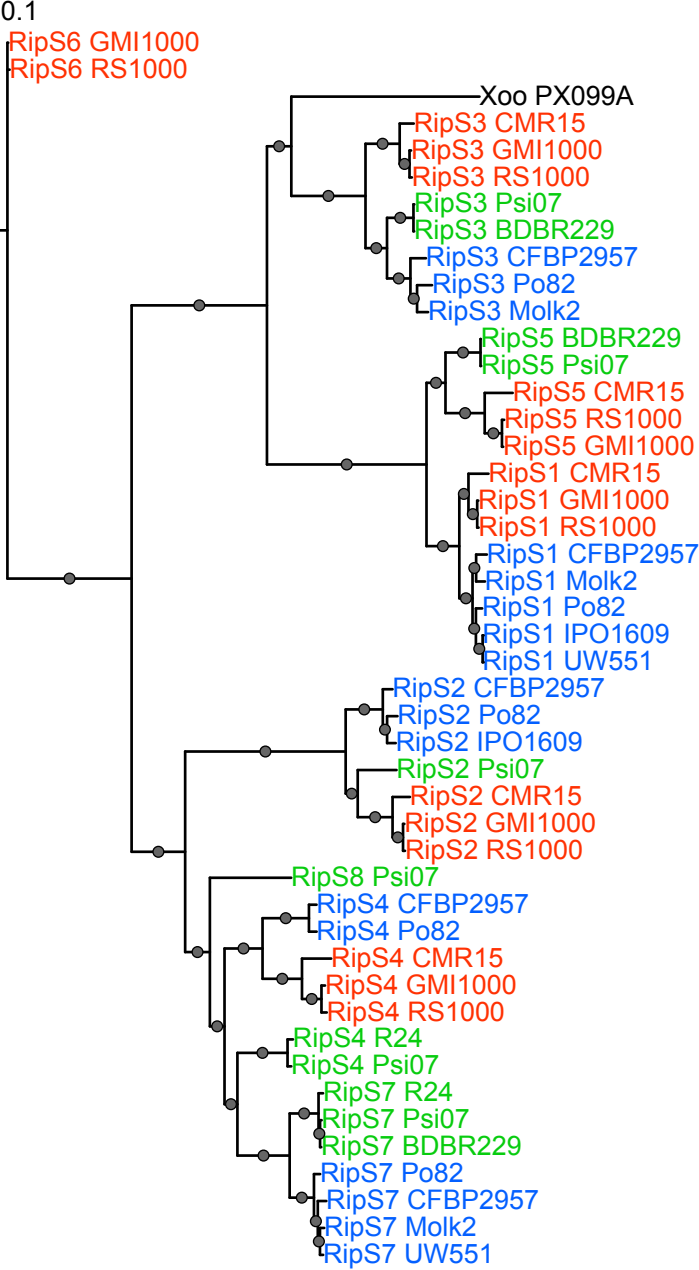 0.1
RipS6 GMI1000
RipS6 RS1000
Xoo PX099A
RipS3 CMR15
RipS3 GMI1000
RipS3 RS1000
RipS3 Psi07
RipS3 BDBR229
RipS3 CFBP2957
RipS3 Po82
RipS3 Molk2
RipS5 BDBR229
RipS5 Psi07
RipS5 CMR15
RipS5 RS1000
RipS5 GMI1000
RipS1 CMR15
RipS1 GMI1000
RipS1 RS1000
RipS1 CFBP2957
RipS1 Molk2
RipS1 Po82
RipS1 IPO1609
RipS1 UW551
RipS2 CFBP2957
RipS2 Po82
RipS2 IPO1609
RipS2 Psi07
RipS2 CMR15
RipS2 GMI1000
RipS2 RS1000
RipS8 Psi07
RipS4 CFBP2957
RipS4 Po82
RipS4 CMR15
RipS4 GMI1000
RipS4 RS1000
RipS4 R24
RipS4 Psi07
RipS7 R24
RipS7 Psi07
RipS7 BDBR229
RipS7 Po82
RipS7 CFBP2957
RipS7 Molk2
RipS7 UW551